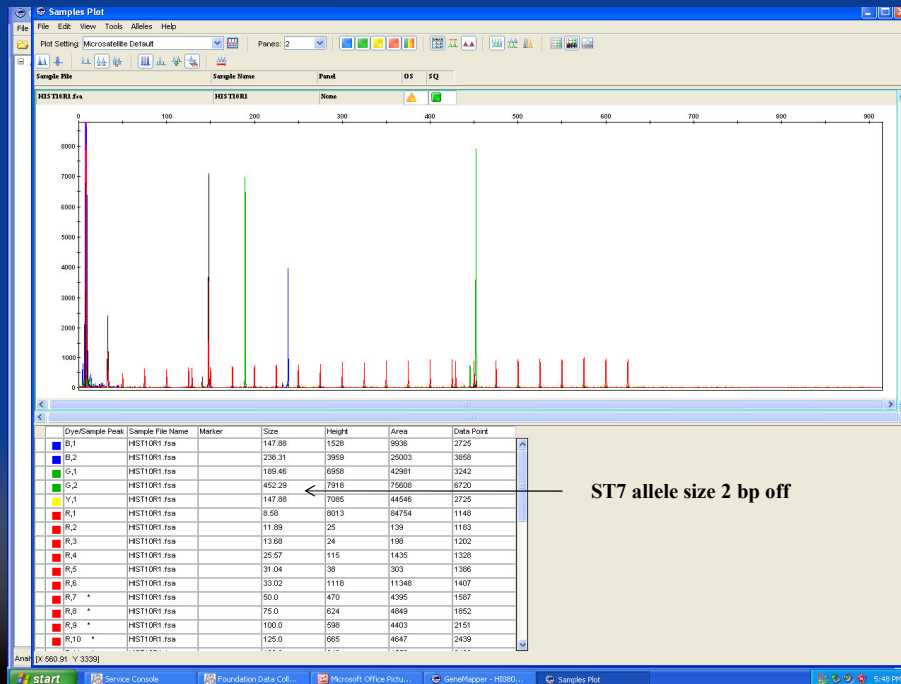 Samples Plot
File
File Edit View Tools Alleles Help
Plot Setting: Microsatellite Default Panes: 2
Sample File Sample Name Panel OS SQ
HIST10R1.fsa HIST10R1 None
0 100 200 300 400 500 600 700 800 900
8000
7000
6000
5000
4000
3000
2000
1000
0
Dye/Sample Peak Sample File Name Marker Size Height Area Data Point
B,1 HIST10R1.fsa 147.88 1528 9936 2725
B,2 HIST10R1.fsa 238.31 3959 25003 3858
G,1 HIST10R1.fsa 189.46 6958 42981 3242
G,2 HIST10R1.fsa 452.29 7918 75608 6720
ST7 allele size 2 bp off
Y,1 HIST10R1.fsa 147.88 7085 44546 2725
R,1 HIST10R1.fsa 8.58 8013 84754 1148
R,2 HIST10R1.fsa 11.89 25 139 1183
R,3 HIST10R1.fsa 13.68 24 198 1202
R,4 HIST10R1.fsa 25.57 115 1435 1328
R,5 HIST10R1.fsa 31.04 38 303 1386
R,6 HIST10R1.fsa 33.02 1118 11348 1407
R,7 * HIST10R1.fsa 50.0 470 4395 1587
R,8 * HIST10R1.fsa 75.0 624 4849 1852
R,9 * HIST10R1.fsa 100.0 598 4403 2151
R,10 * HIST10R1.fsa 125.0 665 4647 2439
Anal [X 560.91 Y 3339]
start Service Console Foundation Data Coll... Microsoft Office Pictu... GeneMapper - HI080... Samples Plot 5:48 PM